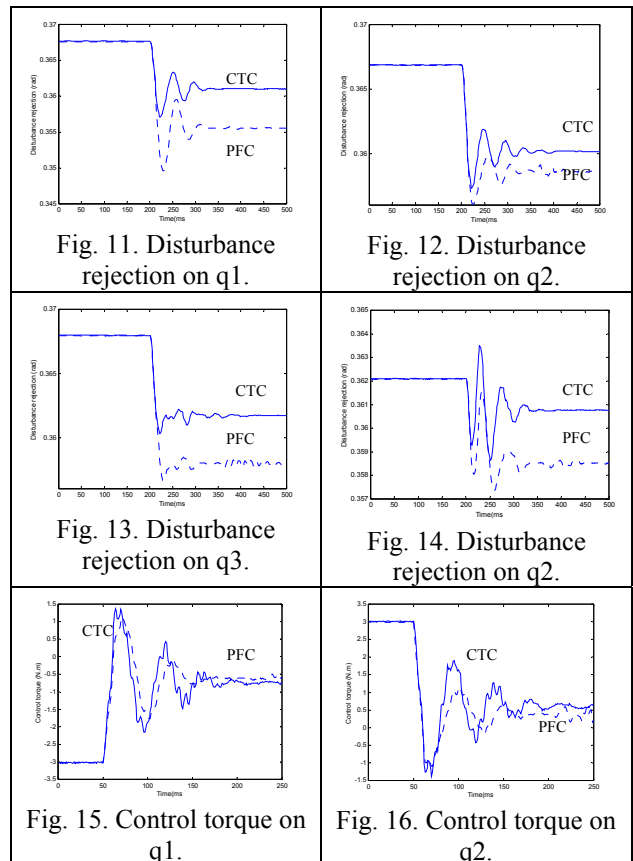 0.37
0.365
0.36
0.355
0.35
0.345
Disturbance rejection (rad)
CTC
PFC
0 50 100 150 200 250 300 350 400 450 500
Time(ms
Fig. 11. Disturbance
rejection on q1.
0.37
0.365
0.36
Disturbance rejection (rad)
CTC
PFC
0 50 100 150 200 250 300 350 400 450 500
Time(ms
Fig. 12. Disturbance
rejection on q2.
0.37
0.365
0.36
Disturbance rejection (rad)
CTC
PFC
0 50 100 150 200 250 300 350 400 450 500
Time(ms
Fig. 13. Disturbance
rejection on q3.
0.365
0.364
0.363
0.362
0.361
0.36
0.359
0.358
0.357
Disturbance rejection (rad)
CTC
PFC
0 50 100 150 200 250 300 350 400 450 500
Time(ms
Fig. 14. Disturbance
rejection on q2.
1.5
1
0.5
0
-0.5
-1
-1.5
-2
-2.5
-3
-3.5
Control torque (N.m)
CTC
PFC
0 50 100 150 200 250
Time(ms
Fig. 15. Control torque on
q1.
3.5
3
2.5
2
1.5
1
0.5
0
-0.5
-1
-1.5
Control torque (N.m)
CTC
PFC
0 50 100 150 200 250
Time(ms
Fig. 16. Control torque on
q2.